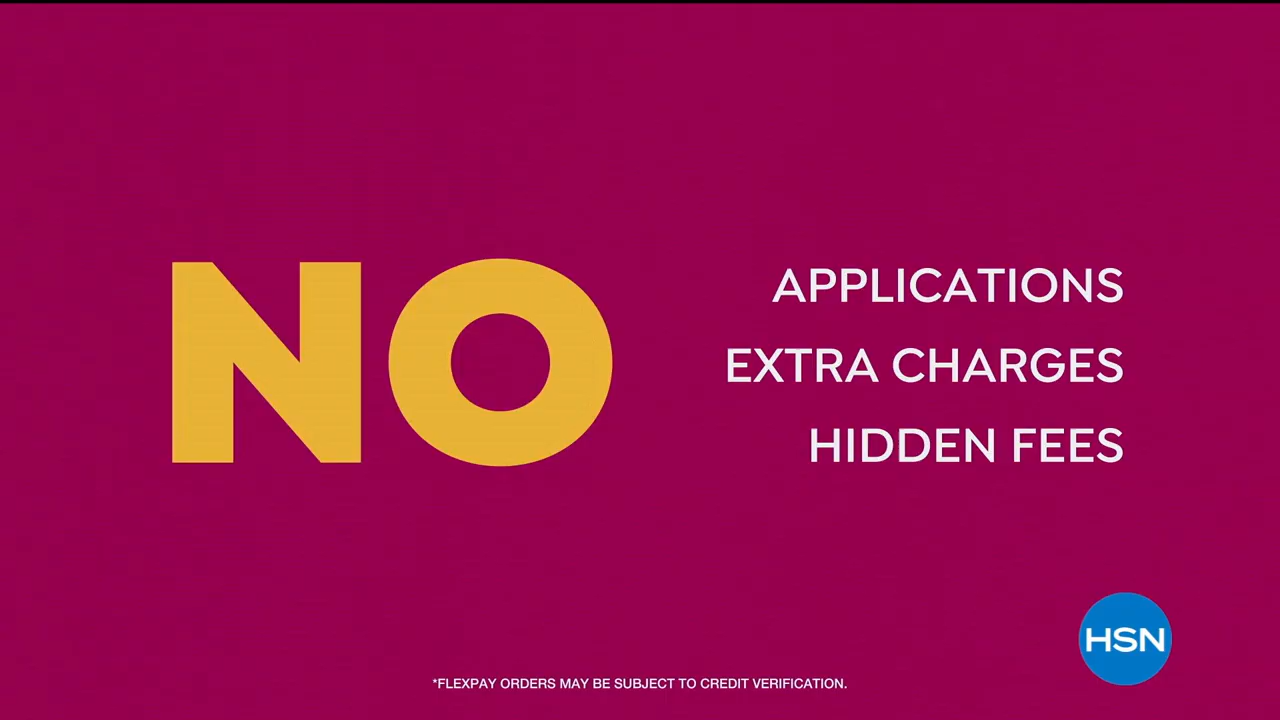 NO
APPLICATIONS
EXTRA CHARGES
HIDDEN FEES
HSN
*FLEXPAY ORDERS MAY BE SUBJECT TO CREDIT VERIFICATION.